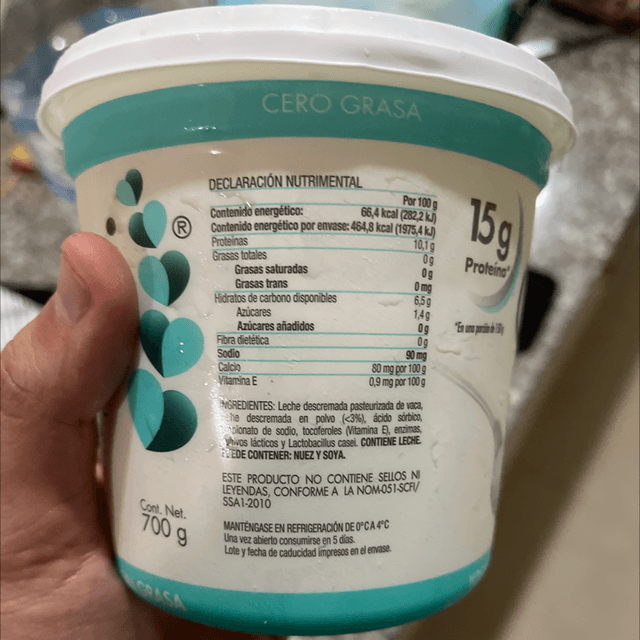 CERO GRASA
DECLARACIÓN NUTRIMENTAL
Por 100 g
Contenido energético: 66,4 kcal (282,2 kJ)
Contenido energético por envase: 464,8 kcal (1975,4 kJ)
Proteínas 10,1 g
Grasas totales 0 g
Grasas saturadas 0 g
Grasas trans 0 mg
Hidratos de carbono disponibles 6,5 g
Azúcares 1,4 g
Azúcares añadidos 0 g
Fibra dietética 0 g
Sodio 90 mg
Calcio 80 mg por 100 g
Vitamina E 0,9 mg por 100 g
INGREDIENTES: Leche descremada pasteurizada de vaca,
descremada en polvo (<3%), ácido sórbico,
de sodio, tocoferoles (Vitamina E), enzimas,
lácticos y Lactobacillus casei. CONTIENE LECHE.
PUEDE CONTENER: NUEZ Y SOYA.
ESTE PRODUCTO NO CONTIENE SELLOS NI
LEYENDAS, CONFORME A LA NOM-051-SCFI/
SSA1-2010
MANTÉNGASE EN REFRIGERACIÓN DE 0°C A 4°C
Una vez abierto consumirse en 5 días.
Lote y fecha de caducidad impresos en el envase.
®
Cont. Net.
700 g
15g
Proteína*
*En una porción de
GRASA